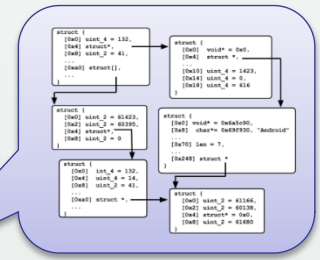 struct {
[0x0] uint_4 = 132,
[0x4] struct*,
[0x8] uint_2 = 41,
...
[0xa0] struct[],
...
}
struct {
[0x0] void* = 0x0,
[0x4] struct *,
...
[0x10] uint_4 = 1423,
[0x14] uint_4 = 0,
[0x18] uint_4 = 616
}
struct {
[0x0] uint_2 = 61423,
[0x2] uint_2 = 60395,
[0x4] struct*,
[0x8] uint_2 = 0
}
struct {
[0x0] void* = 0x6a5c90,
[0x8] char*= 0x69f930, "Android"
...
[0x70] len = 7,
...
[0x248] struct *
}
struct {
[0x0] int_4 = 132,
[0x4] uint_4 = 16,
[0x8] uint_2 = 41,
...
[0xa0] struct *,
}
struct {
[0x0] uint_2 = 61166,
[0x2] uint_2 = 60138,
[0x4] struct* = 0x0,
[0x8] uint_2 = 61680
}